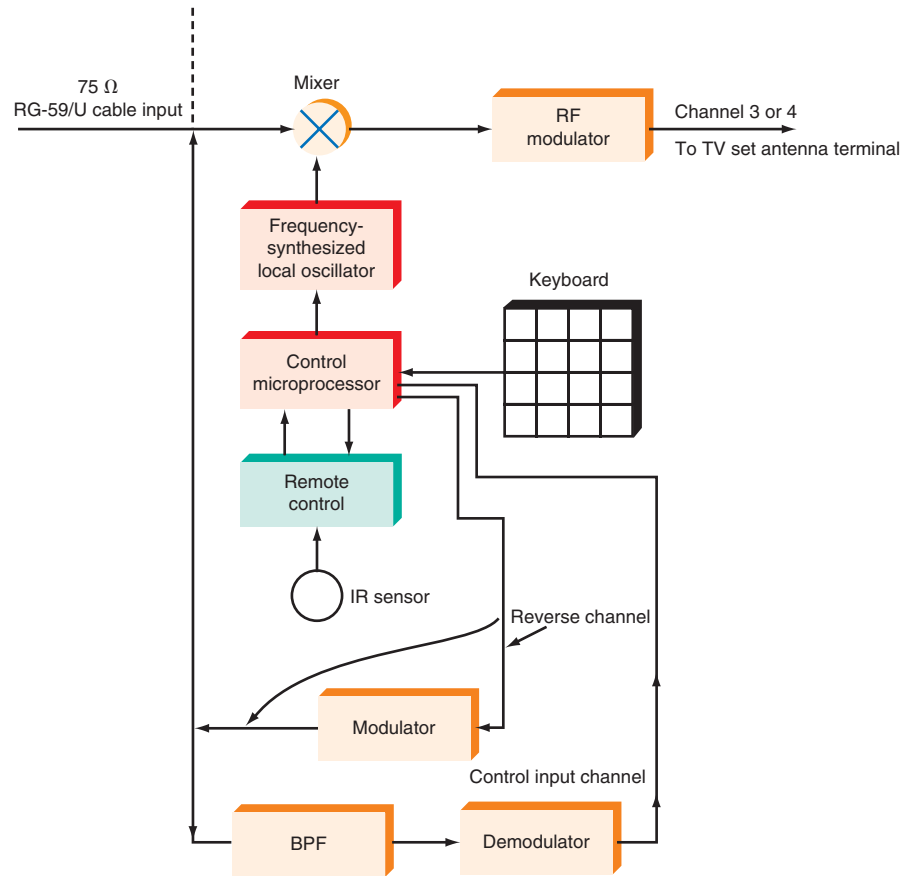 75 Ω
RG-59/U cable input
Mixer
RF
modulator
Channel 3 or 4
To TV set antenna terminal
Frequency-
synthesized
local oscillator
Keyboard
Control
microprocessor
Remote
control
IR sensor
Reverse channel
Modulator
Control input channel
BPF
Demodulator